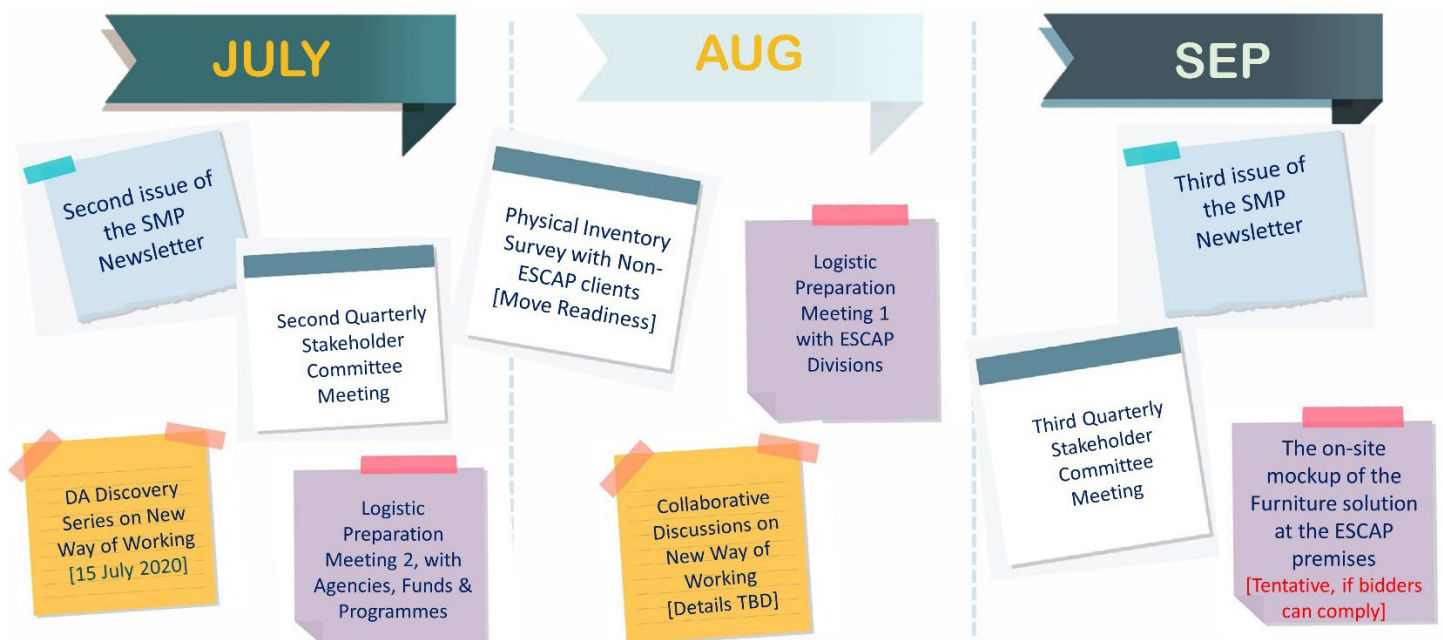 JULY
Second issue of
the SMP
Newsletter
Second Quarterly
Stakeholder
Committee
Meeting
DA Discovery
Series on New
Way of Working
[15 July 2020]
Logistic
Preparation
Meeting 2, with
Agencies, Funds &
Programmes
AUG
Physical Inventory
Survey with Non-
ESCAP clients
[Move Readiness]
Logistic
Preparation
Meeting 1
with ESCAP
Divisions
Collaborative
Discussions on
New Way of
Working
[Details TBD]
SEP
Third issue of
the SMP
Newsletter
Third Quarterly
Stakeholder
Committee
Meeting
The on-site
mockup of the
Furniture solution
at the ESCAP
premises
[Tentative, if bidders
can comply]